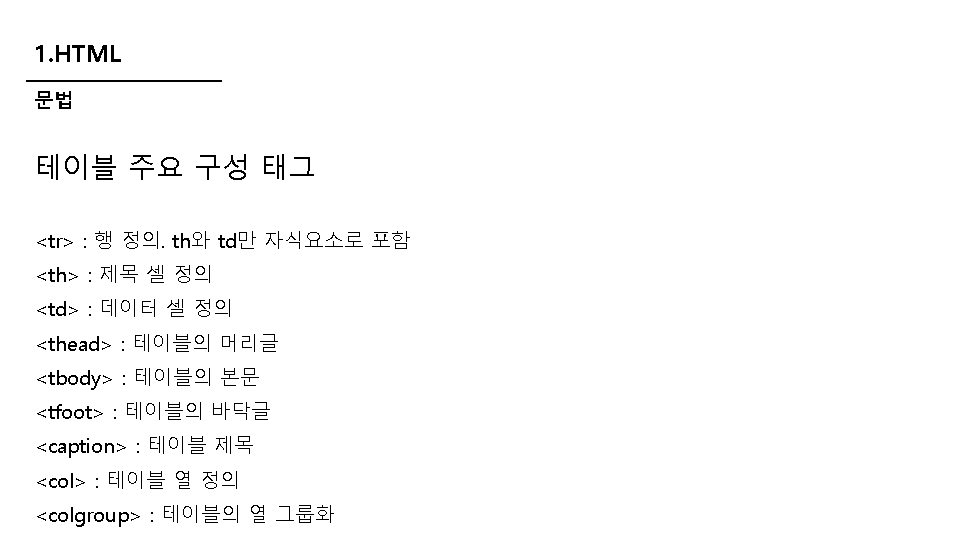 1.HTML
문법
테이블 주요 구성 태그
<tr> : 행 정의. th와 td만 자식요소로 포함
<th> : 제목 셀 정의
<td> : 데이터 셀 정의
<thead> : 테이블의 머리글
<tbody> : 테이블의 본문
<tfoot> : 테이블의 바닥글
<caption> : 테이블 제목
<col> : 테이블 열 정의
<colgroup> : 테이블의 열 그룹화